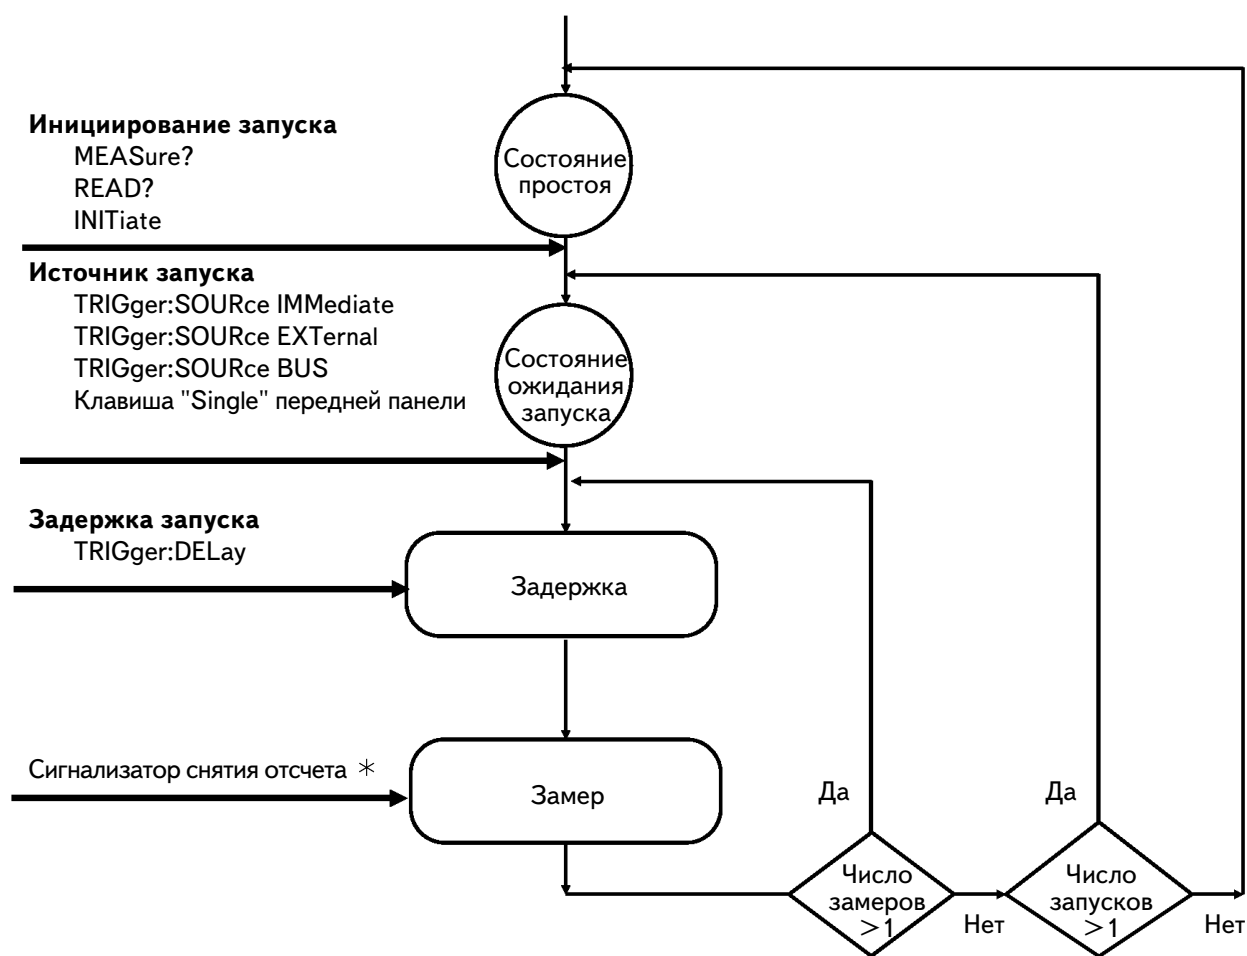 Инициирование запуска
MEASure?
READ?
INITiate
Состояние
простоя
Источник запуска
TRIGger:SOURce IMMediate
TRIGger:SOURce EXTernal
TRIGger:SOURce BUS
Клавиша "Single" передней панели
Состояние
ожидания
запуска
Задержка запуска
TRIGger:DELay
Задержка
Сигнализатор снятия отсчета *
Замер
Да
Да
Число
замеров
>1
Нет
Число
запусков
>1
Нет